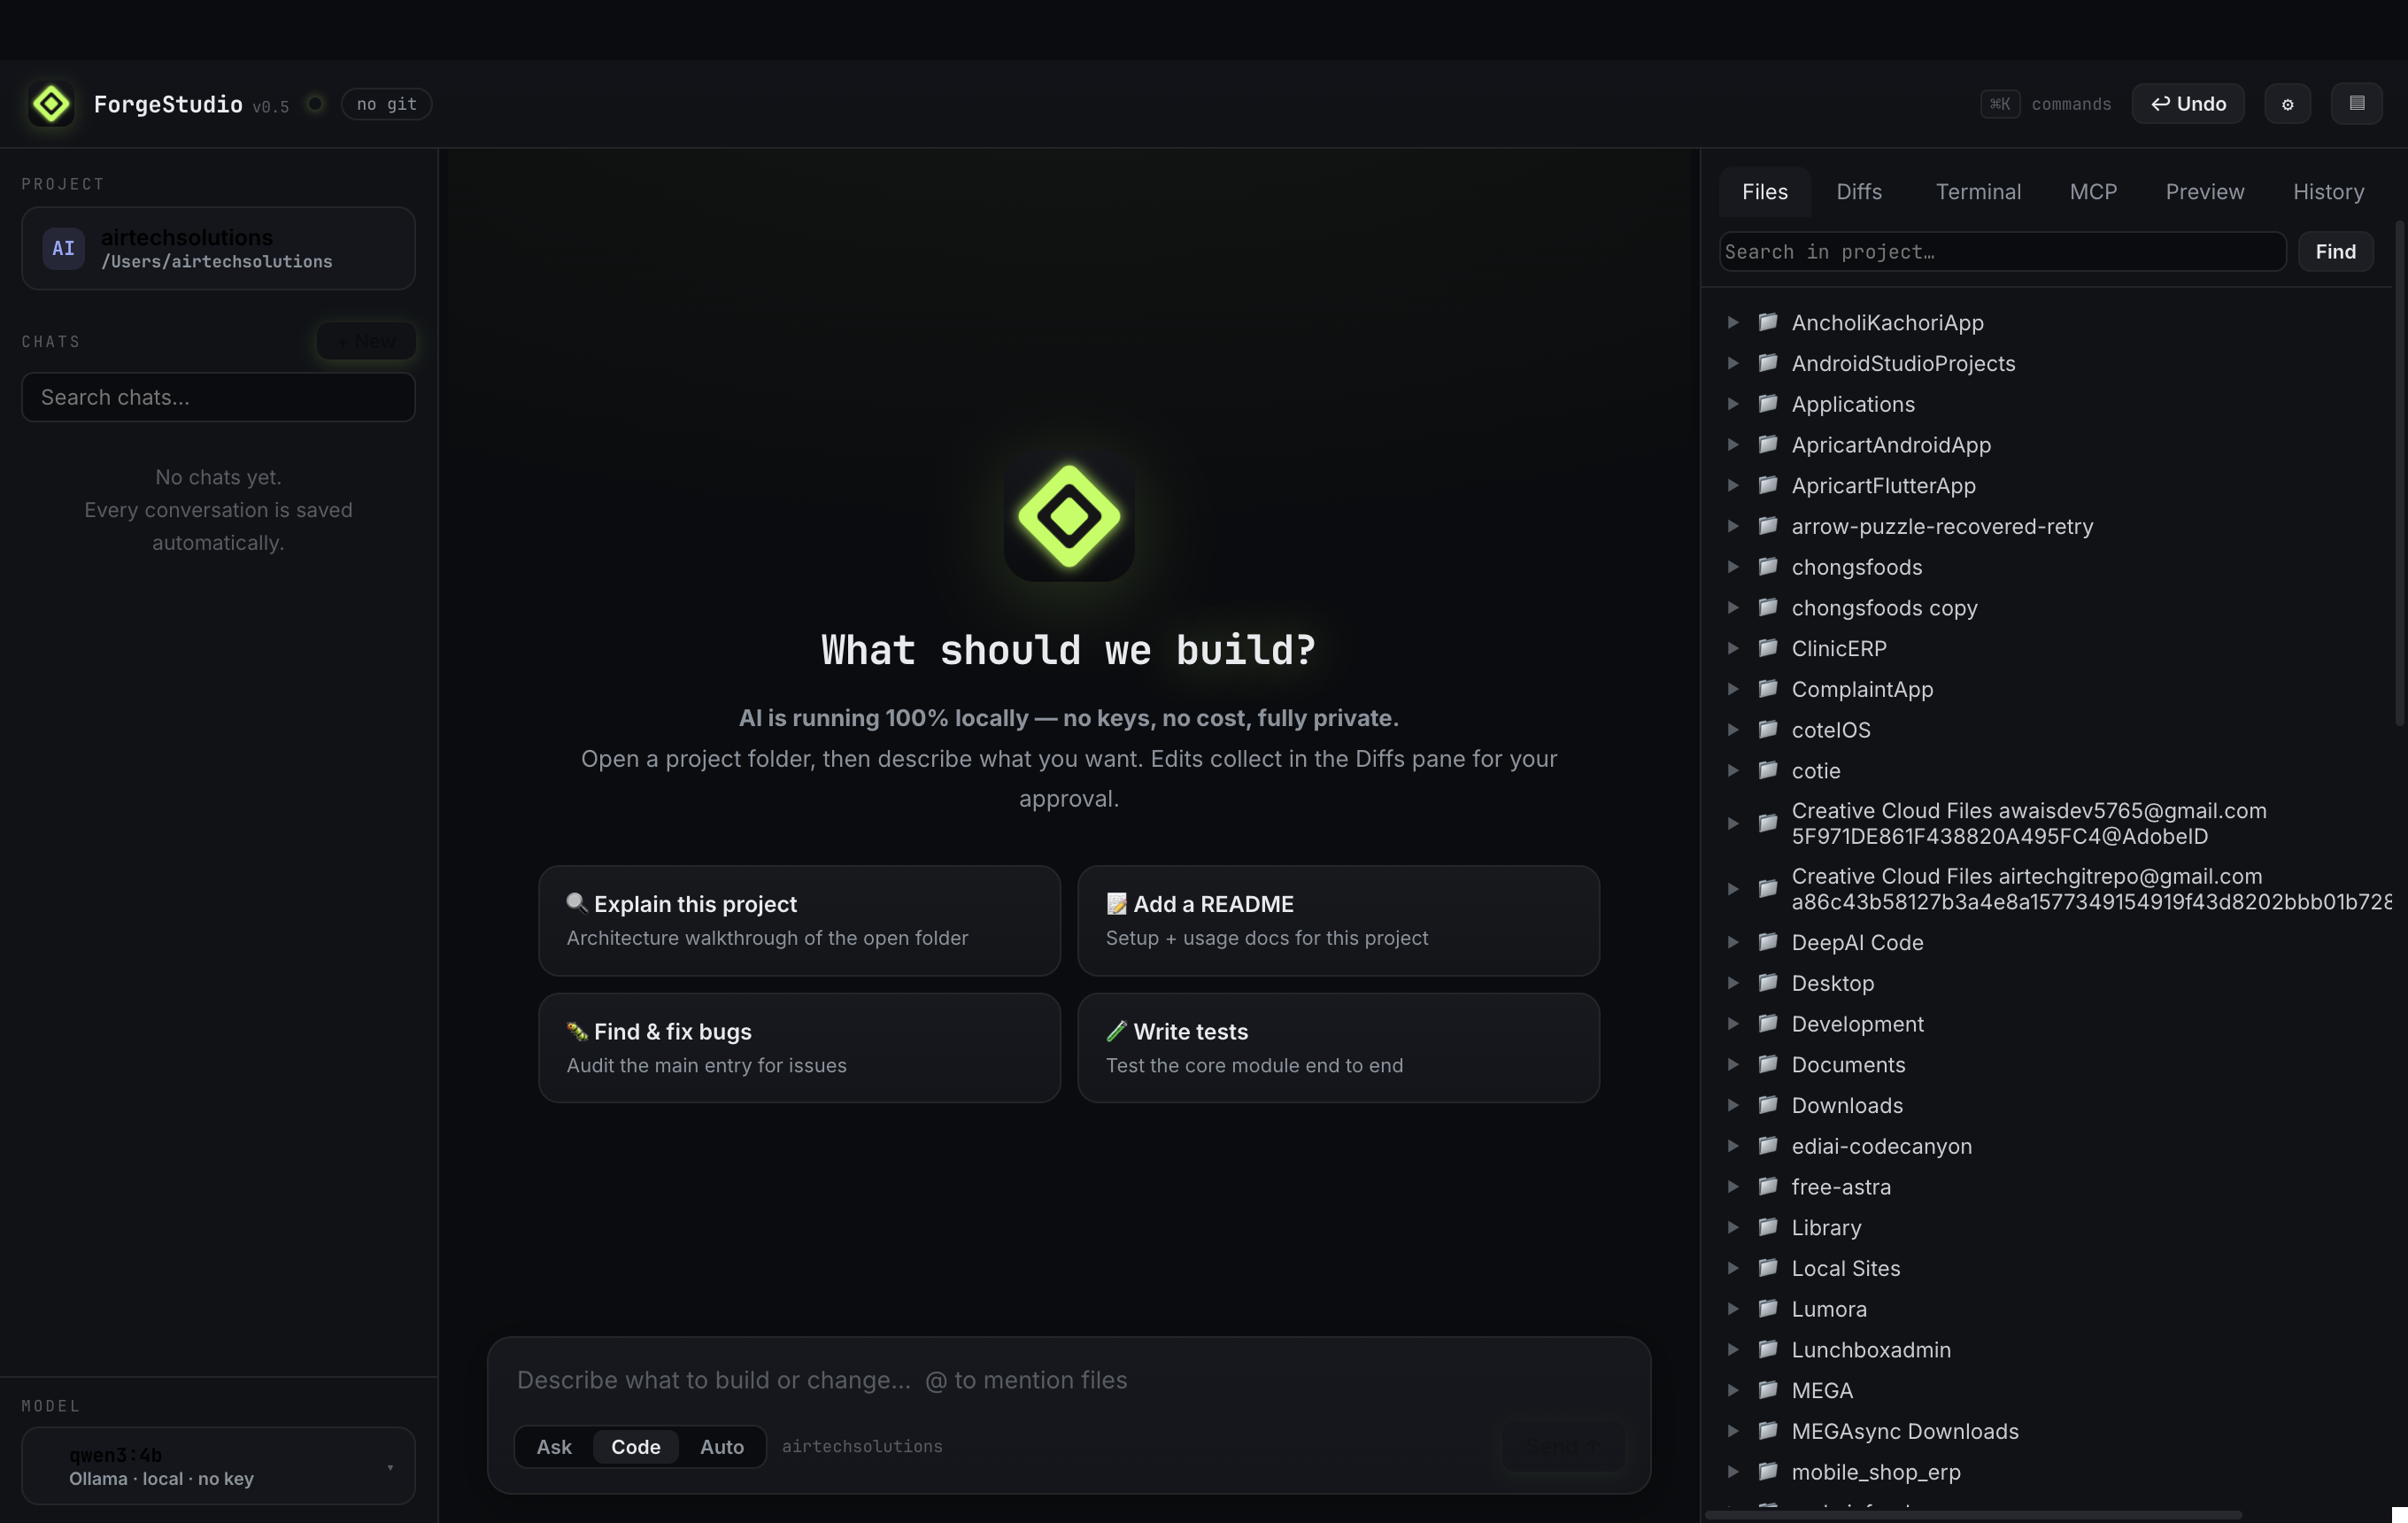 ForgeStudio v0.5 no git
⌘K commands ↩ Undo
PROJECT
AI airtechsolutions
/Users/airtechsolutions
CHATS + New
Search chats...
No chats yet.
Every conversation is saved
automatically.
MODEL
qwen3:4b
Ollama · local · no key
What should we build?
AI is running 100% locally — no keys, no cost, fully private.
Open a project folder, then describe what you want. Edits collect in the Diffs pane for your
approval.
Explain this project
Architecture walkthrough of the open folder
Add a README
Setup + usage docs for this project
Find & fix bugs
Audit the main entry for issues
Write tests
Test the core module end to end
Describe what to build or change... @ to mention files
Ask Code Auto airtechsolutions Send
Files Diffs Terminal MCP Preview History
Search in project… Find
AncholiKachoriApp
AndroidStudioProjects
Applications
ApricartAndroidApp
ApricartFlutterApp
arrow-puzzle-recovered-retry
chongsfoods
chongsfoods copy
ClinicERP
ComplaintApp
coteIOS
cotie
Creative Cloud Files awaisdev5765@gmail.com
5F971DE861F438820A495FC4@AdobeID
Creative Cloud Files airtechgitrepo@gmail.com
a86c43b58127b3a4e8a1577349154919f43d8202bbb01b728
DeepAI Code
Desktop
Development
Documents
Downloads
ediai-codecanyon
free-astra
Library
Local Sites
Lumora
Lunchboxadmin
MEGA
MEGAsync Downloads
mobile_shop_erp